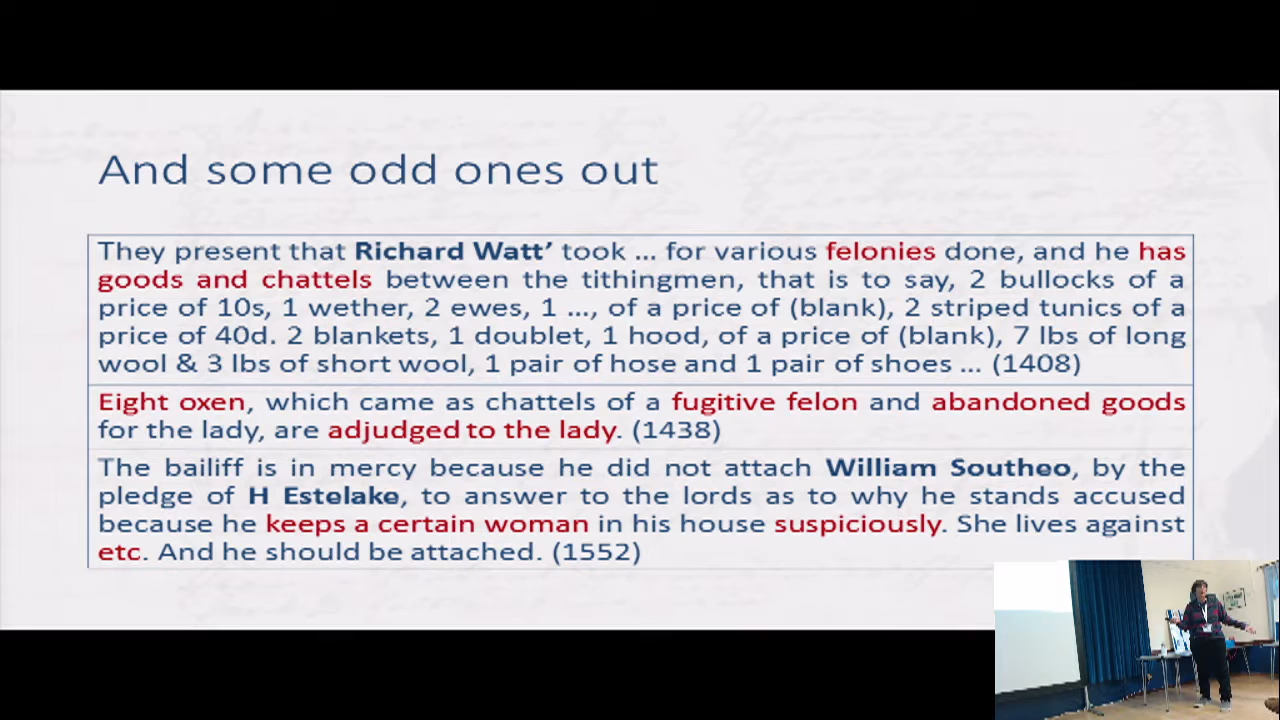 And some odd ones out
They present that Richard Watt’ took ... for various felonies done, and he has
goods and chattels between the tithingmen, that is to say, 2 bullocks of a
price of 10s, 1 wether, 2 ewes, 1 ..., of a price of (blank), 2 striped tunics of a
price of 40d. 2 blankets, 1 doublet, 1 hood, of a price of (blank), 7 lbs of long
wool & 3 lbs of short wool, 1 pair of hose and 1 pair of shoes ... (1408)
Eight oxen, which came as chattels of a fugitive felon and abandoned goods
for the lady, are adjudged to the lady. (1438)
The bailiff is in mercy because he did not attach William Southeo, by the
pledge of H Estelake, to answer to the lords as to why he stands accused
because he keeps a certain woman in his house suspiciously. She lives against
etc. And he should be attached. (1552)